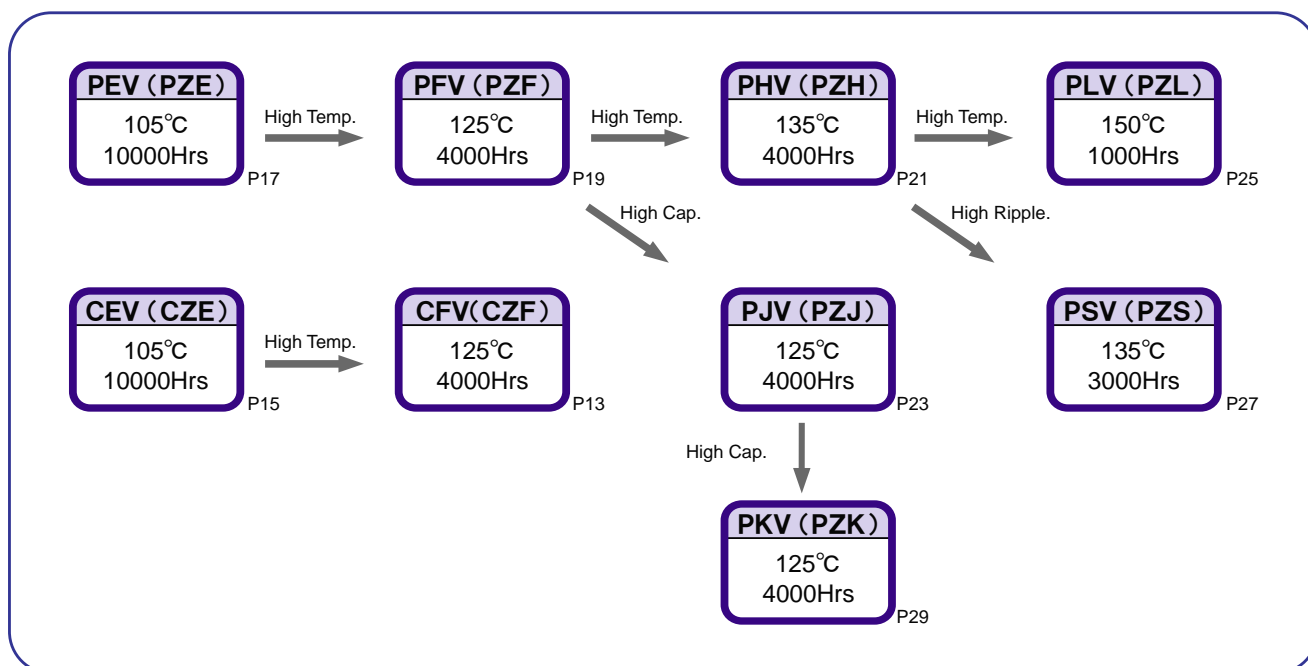 PEV（PZE）
105℃
10000Hrs
P17
High Temp.
PFV（PZF）
125℃
4000Hrs
P19
High Temp.
PHV（PZH）
135℃
4000Hrs
P21
High Temp.
PLV（PZL）
150℃
1000Hrs
P25
High Cap.
High Ripple.
CEV（CZE）
105℃
10000Hrs
P15
High Temp.
CFV(CZF）
125℃
4000Hrs
P13
PJV（PZJ）
125℃
4000Hrs
P23
PSV（PZS）
135℃
3000Hrs
P27
High Cap.
PKV（PZK）
125℃
4000Hrs
P29